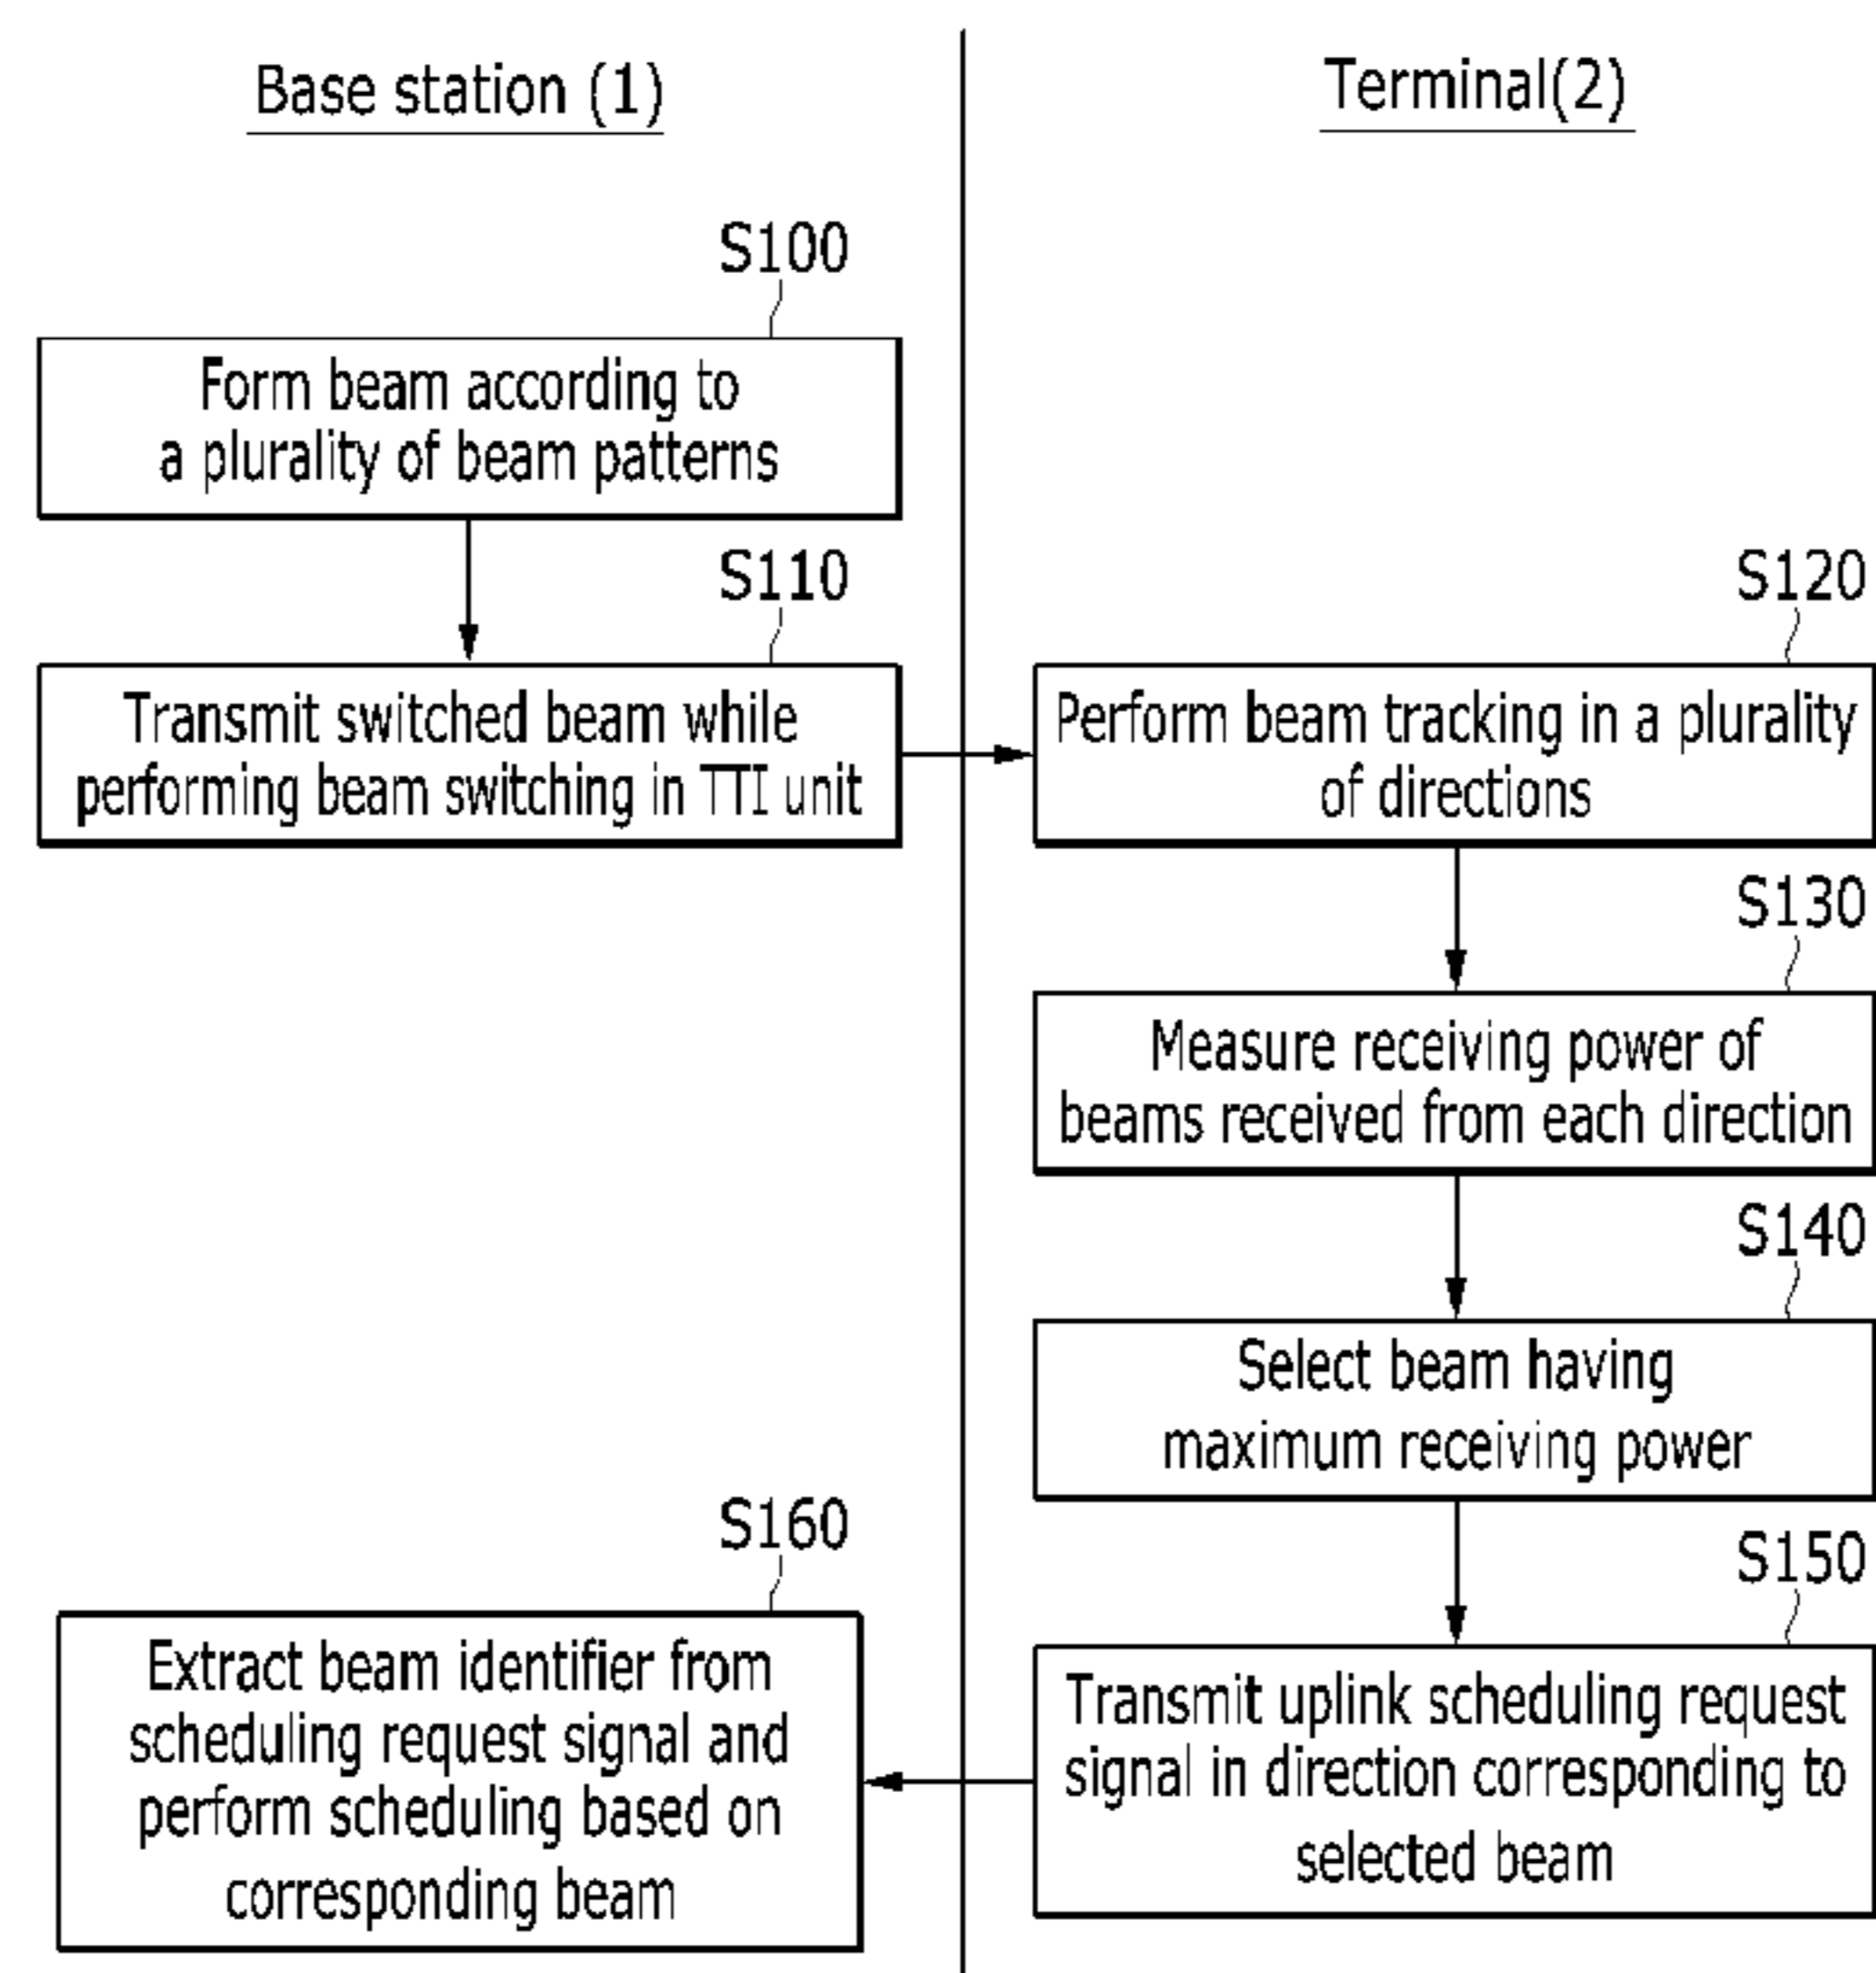 Base station (1)
Terminal(2)
S100
Form beam according to
a plurality of beam patterns
S110
Transmit switched beam while
performing beam switching in TTI unit
S120
Perform beam tracking in a plurality
of directions
S130
Measure receiving power of
beams received from each direction
S140
Select beam having
maximum receiving power
S150
Transmit uplink scheduling request
signal in direction corresponding to
selected beam
S160
Extract beam identifier from
scheduling request signal and
perform scheduling based on
corresponding beam